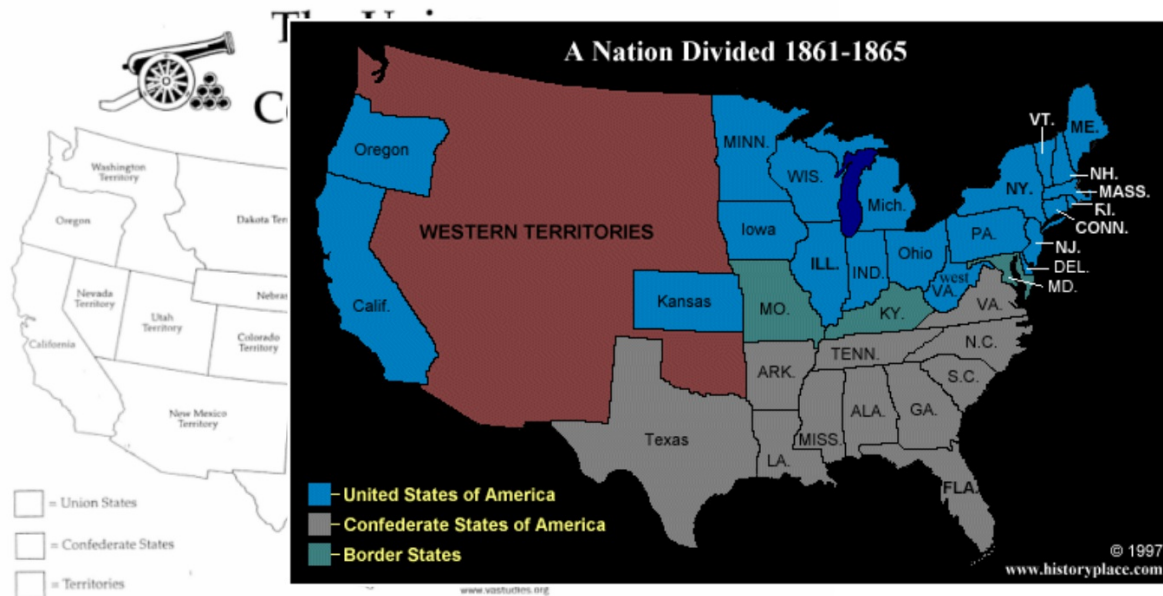 A Nation Divided 1861-1865
Washington
Territory
Oregon
Dakota
Nevada
Territory
Utah
Territory
California
Colorado
Territory
New Mexico
Territory
= Union States
= Confederate States
= Territories
www.vastudies.org
Oregon
Calif.
WESTERN TERRITORIES
Kansas
MINN.
WIS.
Mich.
Iowa
ILL.
IND.
Ohio
PA.
NY.
VT.
ME.
NH.
MASS.
RI.
CONN.
NJ.
DEL.
MD.
west
VA.
VA.
MO.
KY.
TENN.
N.C.
S.C.
ARK.
MISS.
ALA.
GA.
LA.
Texas
FLA.
United States of America
Confederate States of America
Border States
© 1997
www.historyplace.com